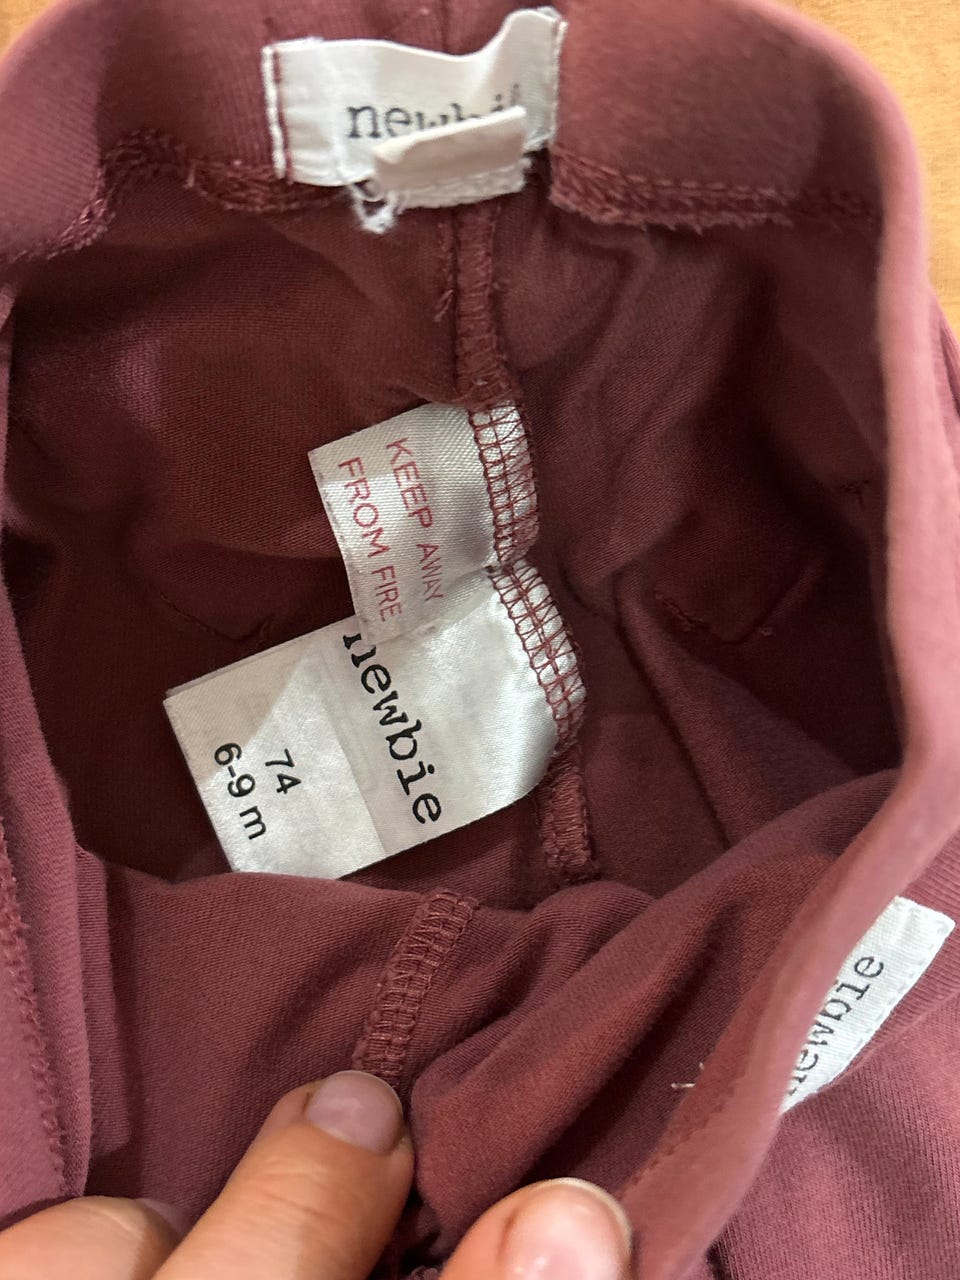 KEEP AWAY
FROM FIRE
newbie
74
6-9 m
newbie